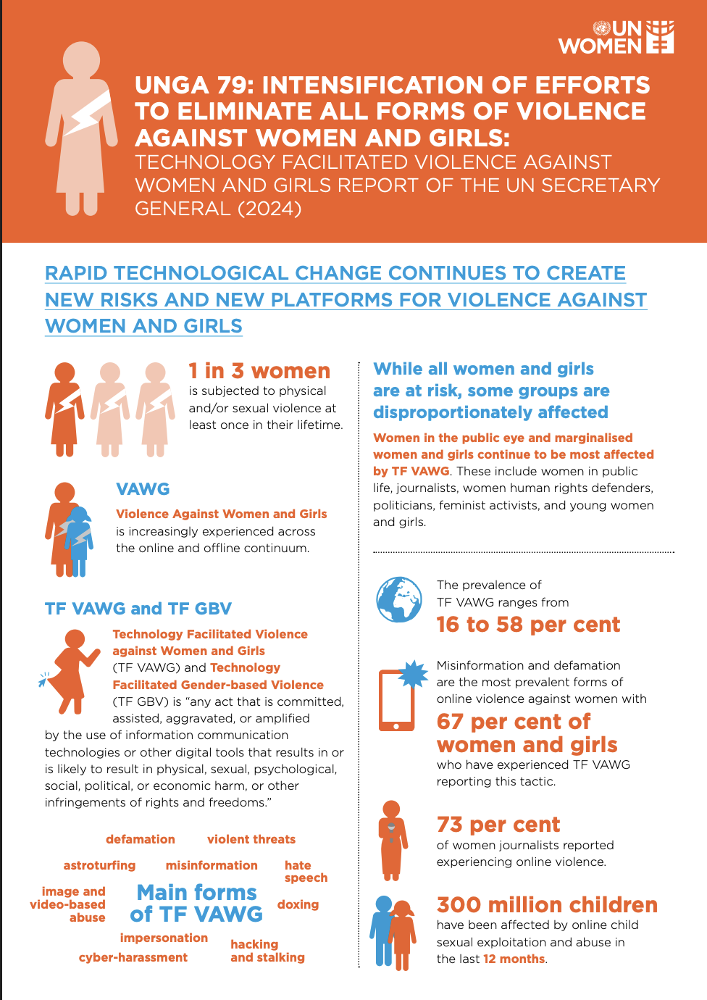 UN
WOMEN
UNGA 79: INTENSIFICATION OF EFFORTS
TO ELIMINATE ALL FORMS OF VIOLENCE
AGAINST WOMEN AND GIRLS:
TECHNOLOGY FACILITATED VIOLENCE AGAINST
WOMEN AND GIRLS REPORT OF THE UN SECRETARY
GENERAL (2024)
RAPID TECHNOLOGICAL CHANGE CONTINUES TO CREATE
NEW RISKS AND NEW PLATFORMS FOR VIOLENCE AGAINST
WOMEN AND GIRLS
1 in 3 women
is subjected to physical
and/or sexual violence at
least once in their lifetime.
VAWG
Violence Against Women and Girls
is increasingly experienced across
the online and offline continuum.
TF VAWG and TF GBV
Technology Facilitated Violence
against Women and Girls
(TF VAWG) and Technology
Facilitated Gender-based Violence
(TF GBV) is “any act that is committed,
assisted, aggravated, or amplified
by the use of information communication
technologies or other digital tools that results in or
is likely to result in physical, sexual, psychological,
social, political, or economic harm, or other
infringements of rights and freedoms.”
defamation
violent threats
astroturfing
misinformation
hate
speech
image and
video-based
abuse
Main forms
of TF VAWG
doxing
impersonation
hacking
and stalking
cyber-harassment
While all women and girls
are at risk, some groups are
disproportionately affected
Women in the public eye and marginalised
women and girls continue to be most affected
by TF VAWG. These include women in public
life, journalists, women human rights defenders,
politicians, feminist activists, and young women
and girls.
The prevalence of
TF VAWG ranges from
16 to 58 per cent
Misinformation and defamation
are the most prevalent forms of
online violence against women with
67 per cent of
women and girls
who have experienced TF VAWG
reporting this tactic.
73 per cent
of women journalists reported
experiencing online violence.
300 million children
have been affected by online child
sexual exploitation and abuse in
the last 12 months.